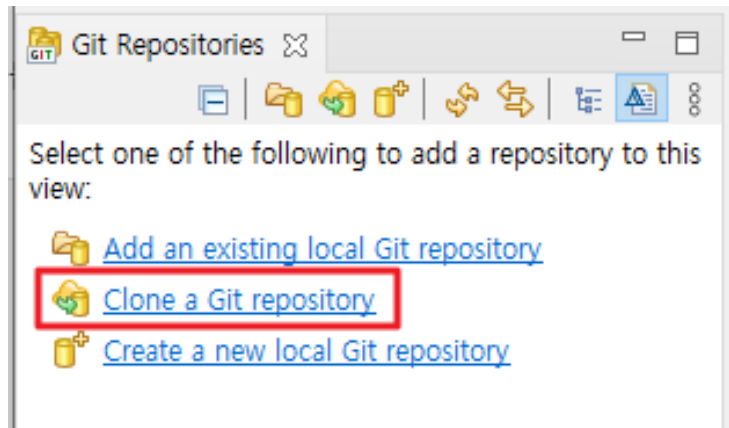 GIT Git Repositories
Select one of the following to add a repository to this
view:
Add an existing local Git repository
Clone a Git repository
Create a new local Git repository